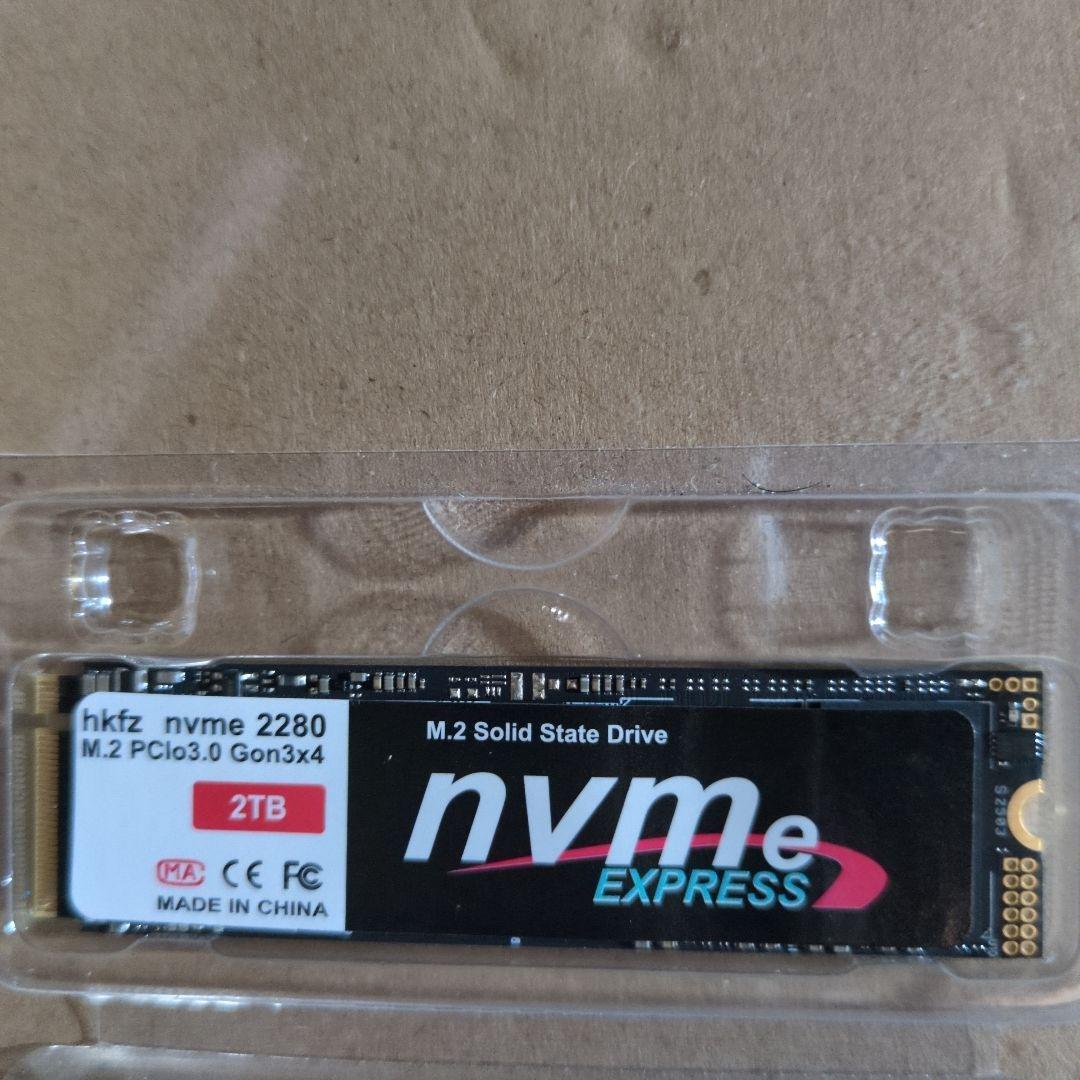 hkfz nvme 2280
M.2 PCIo3.0 Gon3x4
2TB
MA CE FC
MADE IN CHINA
M.2 Solid State Drive
nvme
EXPRESS
S2503